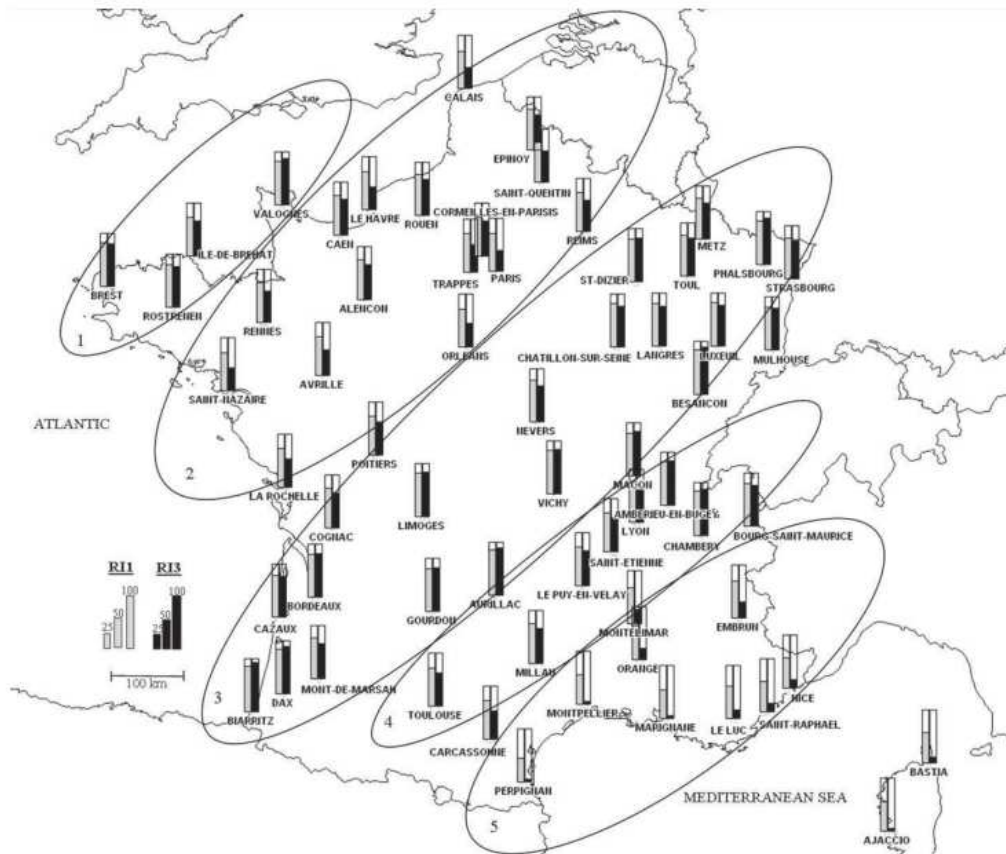 CALAIS
EPINOY
SAINT-QUENTIN
VALOGNES
LE HAVRE
ROUEN
CORMEILLES-EN-PARISIS
CAEN
REIMS
ILE-DE-BREHAT
METZ
BREST
TRAPPES
PARIS
ST-DIZIER
TOUL
PHALSBOURG
STRASBOURG
ROSTRENEN
ALENCON
RENNES
1
ORLEANS
CHATILLON-SUR-SEINE
LANGRES
LUXEUIL
MULHOUSE
AVRILLE
SAINT-NAZAIRE
BESANCON
ATLANTIC
NEVERS
2
POITIERS
LA ROCHELLE
VICHY
MACON
AMBERIEU-EN-BUGEY
LIMOGES
COGNAC
LYON
CHAMBERY
BOURG-SAINT-MAURICE
SAINT-ETIENNE
RI1 RI3
100 100
50 50
25 25
BORDEAUX
LE PUY-EN-VELAY
AURILLAC
GOURDON
CAZAUX
EMBRUN
MONTELIMAR
100 km
MILLAU
ORANGE
MONT-DE-MARSAN
DAX
3
BIARRITZ
TOULOUSE
4
MONTPELLIER
MARIGNANE
LE LUC
NICE
SAINT-RAPHAEL
CARCASSONNE
BASTIA
PERPIGNAN
MEDITERRANEAN SEA
5
AJACCIO